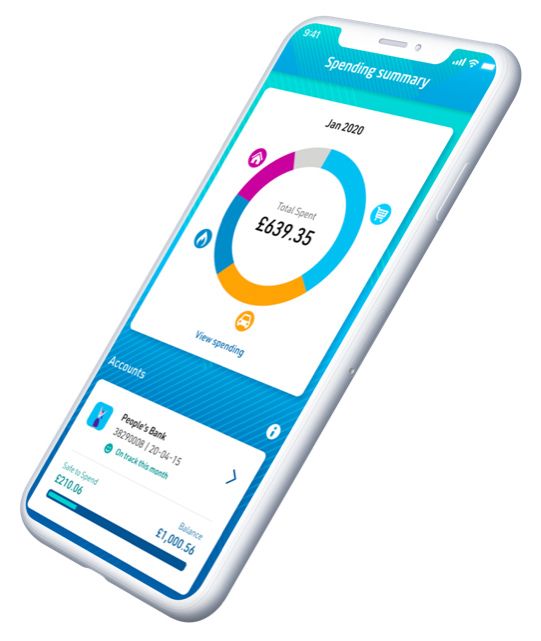 9:41
Spending summary
Jan 2020
Total Spent
£639.35
View spending
Accounts
People's Bank
38290008 | 20-04-15
On track this month
Safe to Spend
£210.06
Balance
£1,000.56